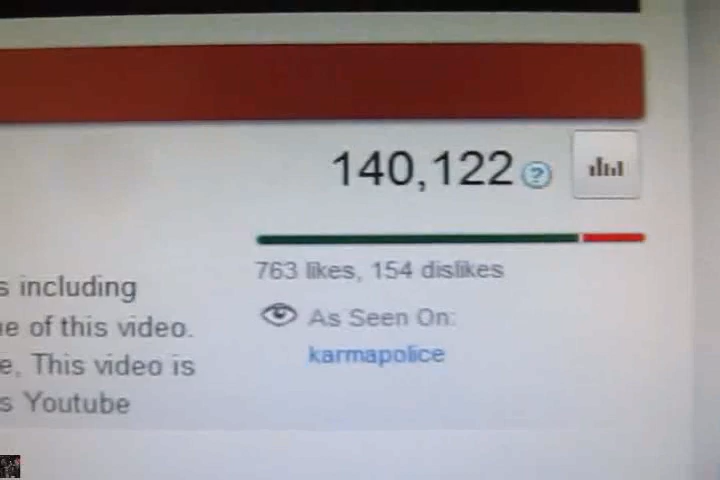 140,122 ?
763 likes, 154 dislikes
As Seen On:
karmapolice
s including
e of this video.
e, This video is
s Youtube